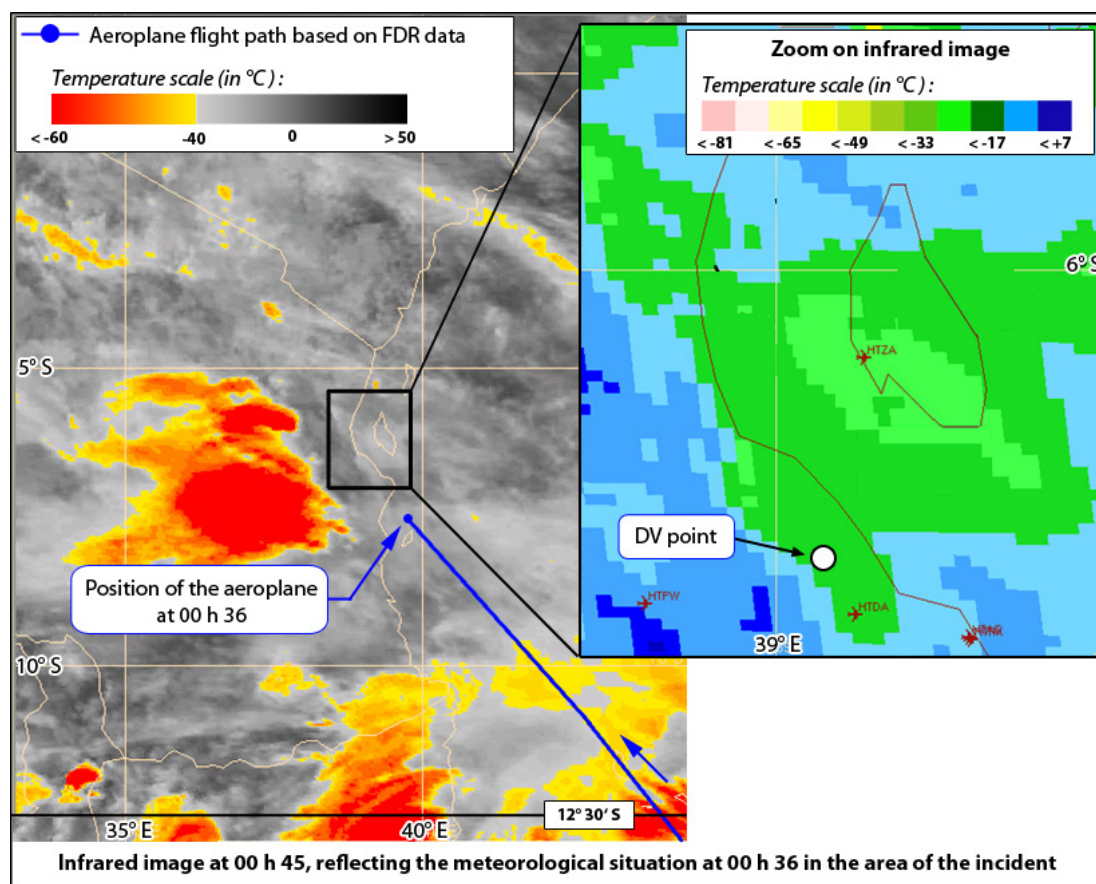 Aeroplane flight path based on FDR data
Temperature scale (in °C) :
< -60 -40 0 > 50
Zoom on infrared image
Temperature scale (in °C) :
< -81 < -65 < -49 < -33 < -17 < +7
6° S
HTZA
5° S
DV point
Position of the aeroplane
at 00 h 36
HTPW
HTDA
39° E
10° S
12° 30' S
35° E
40° E
Infrared image at 00 h 45, reflecting the meteorological situation at 00 h 36 in the area of the incident